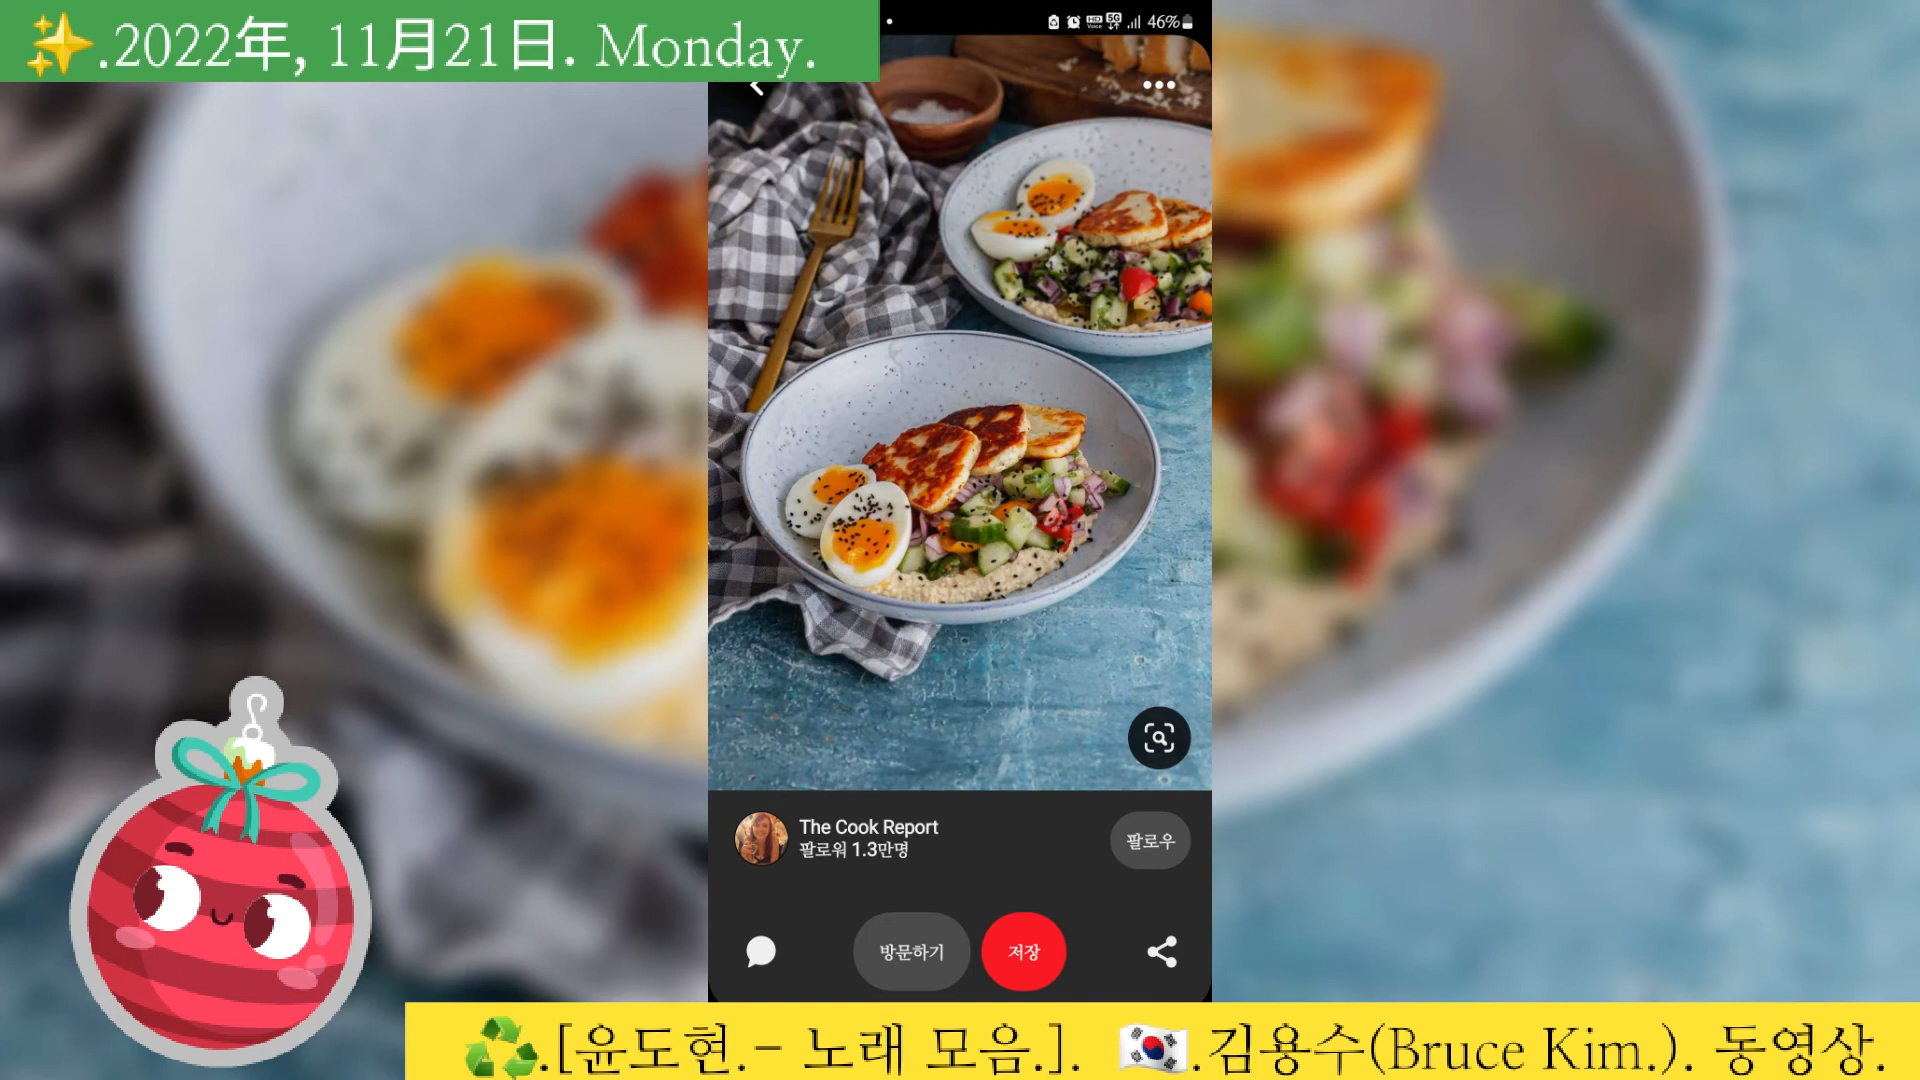 ✨.2022年, 11月21日. Monday.
46%
The Cook Report
팔로워 1.3만명
팔로우
방문하기
저장
♻.[윤도현.- 노래 모음.]. 🇰🇷.김용수(Bruce Kim.). 동영상.